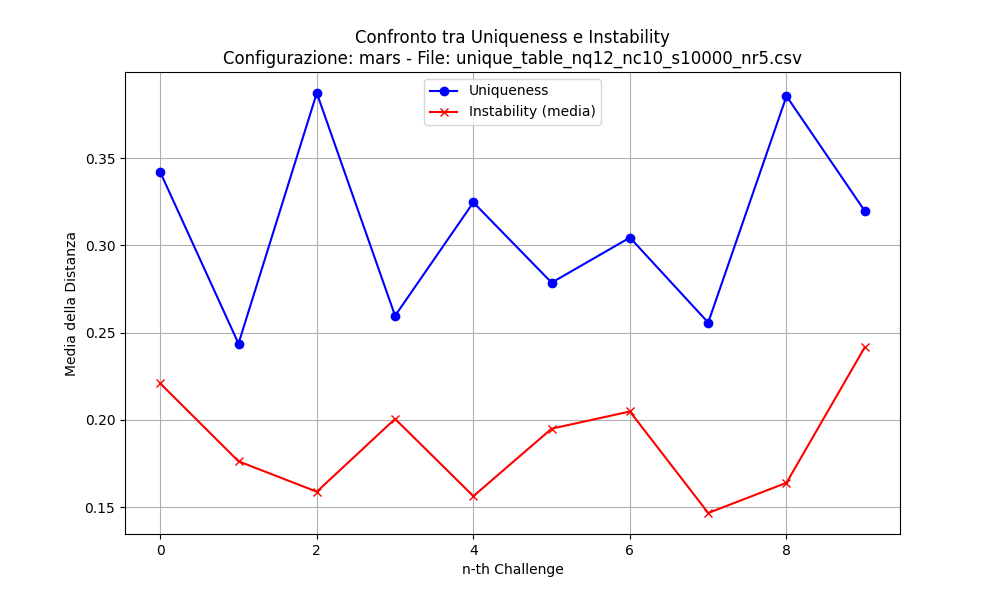 Confronto tra Uniqueness e Instability
Configurazione: mars - File: unique_table_nq12_nc10_s10000_nr5.csv
Uniqueness
Instability (media)
Media della Distanza
0.35
0.30
0.25
0.20
0.15
0
2
4
6
8
n-th Challenge